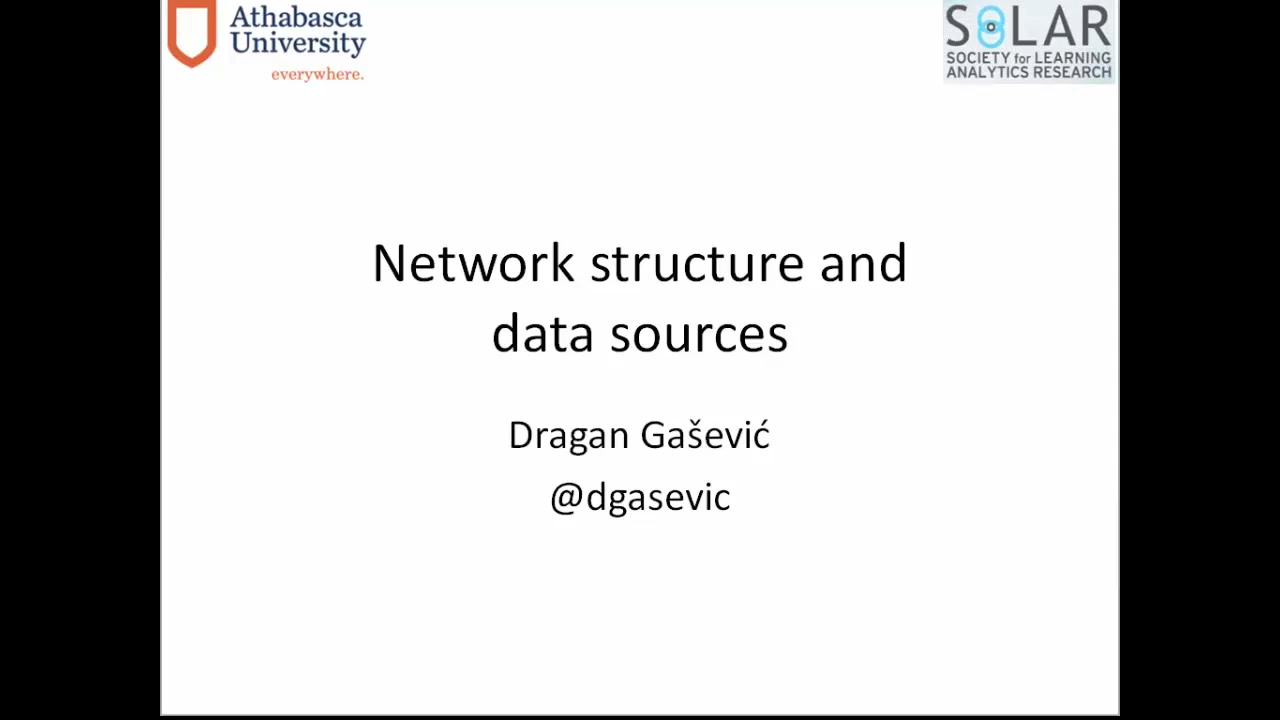 Athabasca
University
everywhere.
SOLAR
SOCIETY for LEARNING
ANALYTICS RESEARCH
Network structure and
data sources
Dragan Gašević
@dgasevic